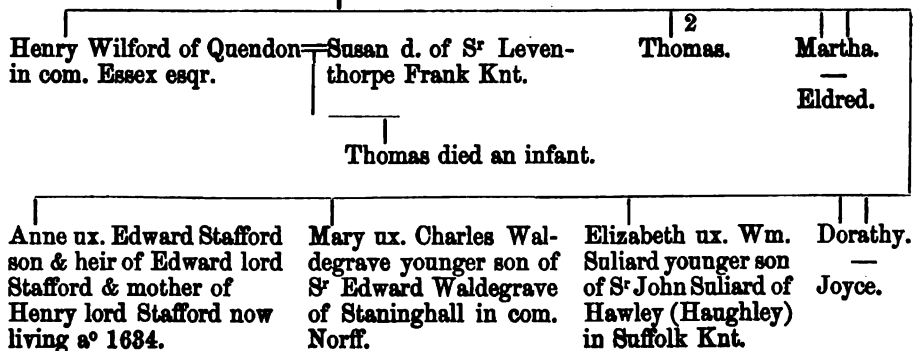 Henry Wilford of Quendon
in com. Essex esqr.
Susan d. of Sʳ Leven-
thorpe Frank Knt.
2
Thomas.
Martha.
Eldred.
Thomas died an infant.
Anne ux. Edward Stafford
son & heir of Edward lord
Stafford & mother of
Henry lord Stafford now
living aº 1634.
Mary ux. Charles Wal-
degrave younger son of
Sʳ Edward Waldegrave
of Staninghall in com.
Norff.
Elizabeth ux. Wm.
Suliard younger son
of Sʳ John Suliard of
Hawley (Haughley)
in Suffolk Knt.
Dorathy.
Joyce.